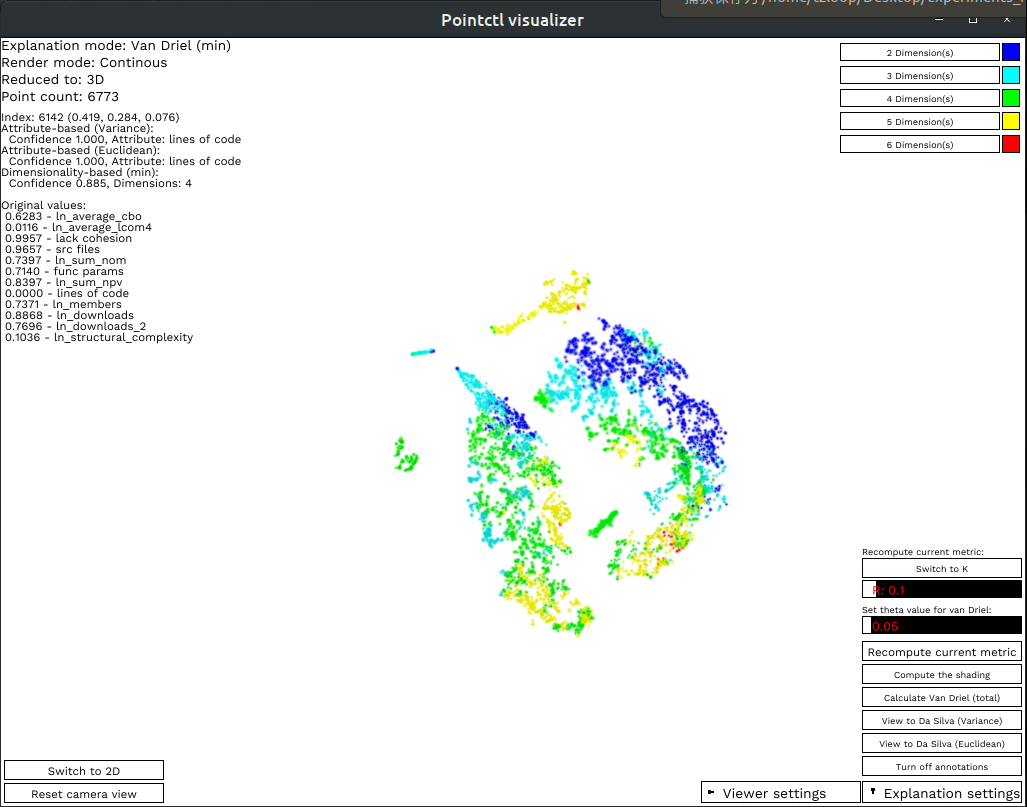 Pointctl visualizer
Explanation mode: Van Driel (min)
Render mode: Continous
Reduced to: 3D
Point count: 6773
Index: 6142 (0.419, 0.284, 0.076)
Attribute-based (Variance):
Confidence 1.000, Attribute: lines of code
Attribute-based (Euclidean):
Confidence 1.000, Attribute: lines of code
Dimensionality-based (min):
Confidence 0.885, Dimensions: 4
Original values:
0.6283 - ln_average_cbo
0.0116 - ln_average_lcom4
0.9957 - lack cohesion
0.9657 - src files
0.7397 - ln_sum_nom
0.7140 - func params
0.8397 - ln_sum_npv
0.0000 - lines of code
0.7371 - ln_members
0.8868 - ln_downloads
0.7696 - ln_downloads_2
0.1036 - ln_structural_complexity
2 Dimension(s)
3 Dimension(s)
4 Dimension(s)
5 Dimension(s)
6 Dimension(s)
Recompute current metric:
Switch to K
R: 0.1
Set theta value for van Driel:
0.05
Recompute current metric
Compute the shading
Calculate Van Driel (total)
View to Da Silva (Variance)
View to Da Silva (Euclidean)
Turn off annotations
Switch to 2D
Reset camera view
Viewer settings
Explanation settings